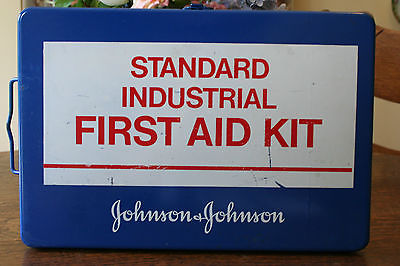 STANDARD
INDUSTRIAL
FIRST AID KIT
Johnson & Johnson